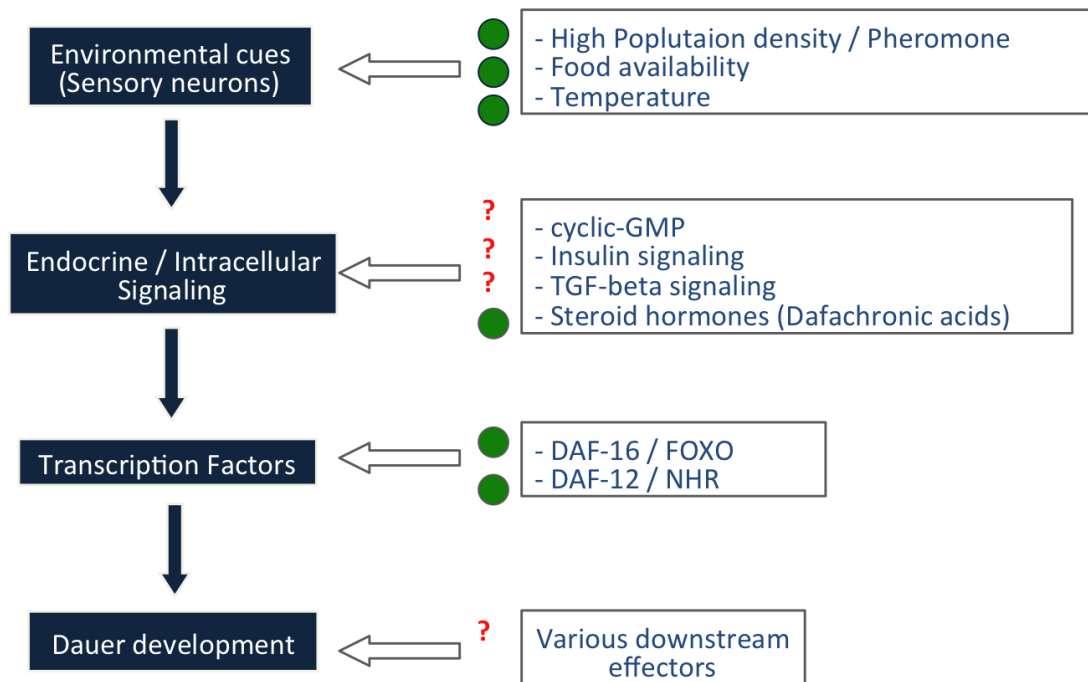 Environmental cues
(Sensory neurons)
- High Poplutaion density / Pheromone
- Food availability
- Temperature
Endocrine / Intracellular
Signaling
?
?
?
- cyclic-GMP
- Insulin signaling
- TGF-beta signaling
- Steroid hormones (Dafachronic acids)
Transcription Factors
- DAF-16 / FOXO
- DAF-12 / NHR
Dauer development
?
Various downstream
effectors